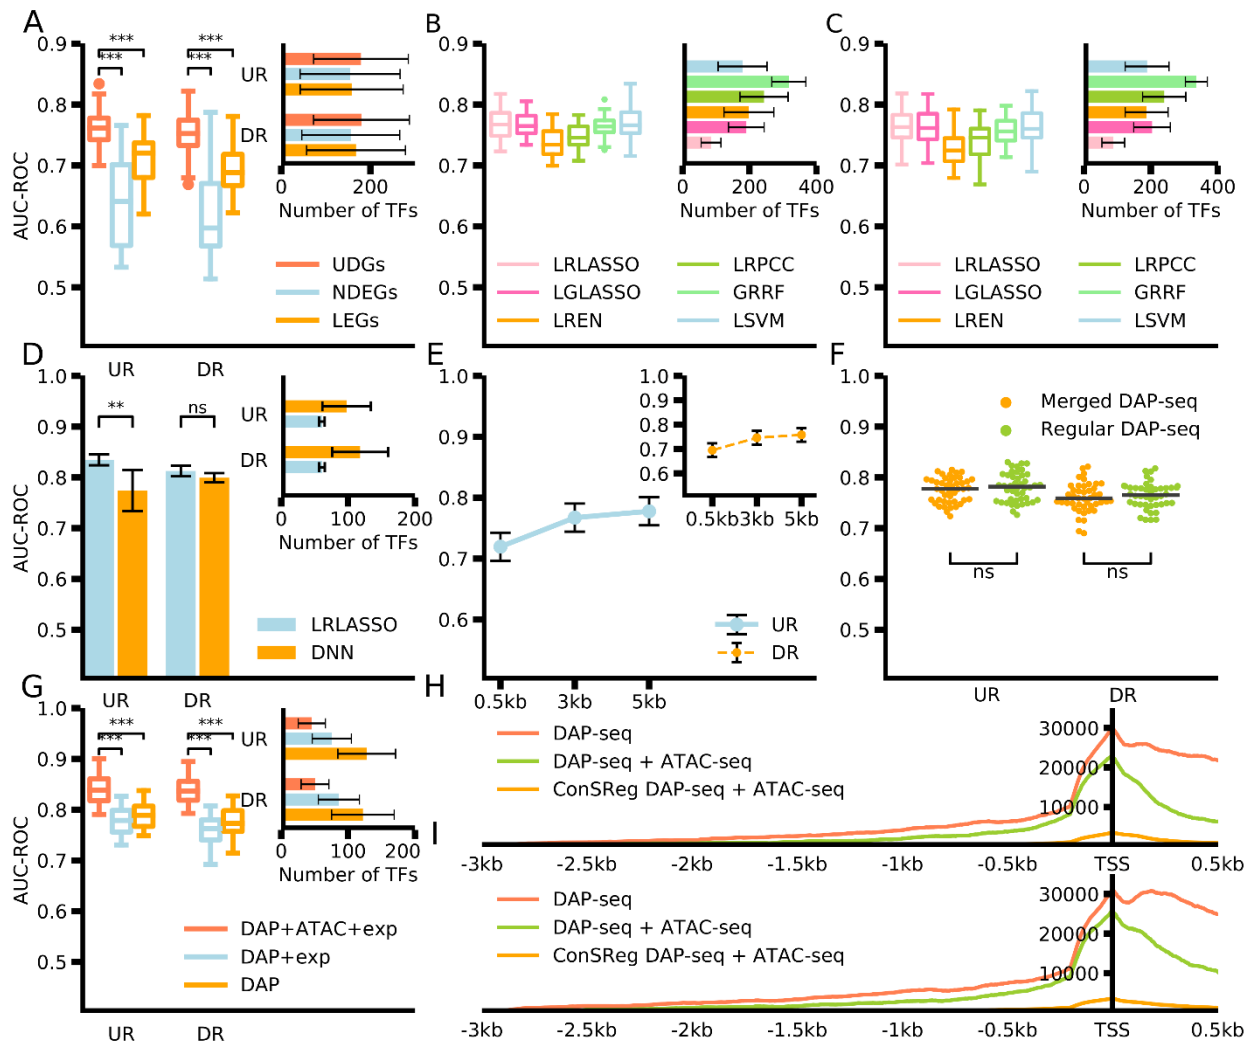 A
0.9
0.8
0.7
0.6
0.5
AUC-ROC
***
***
***
***
UR
DR
0
200
Number of TFs
UDGs
NDEGs
LEGs
UR
DR
B
0.9
0.8
0.7
0.6
0.5
0
200
400
Number of TFs
LRLASSO
LGLASSO
LREN
LRPCC
GRRF
LSVM
C
0.9
0.8
0.7
0.6
0.5
0
200
400
Number of TFs
LRLASSO
LGLASSO
LREN
LRPCC
GRRF
LSVM
D
1.0
0.9
0.8
0.7
0.6
0.5
AUC-ROC
**
ns
UR
DR
0
100
200
Number of TFs
LRLASSO
DNN
UR
DR
E
1.0
0.9
0.8
0.7
0.6
1.0
0.9
0.8
0.7
0.6
0.5kb
3kb
5kb
UR
DR
0.5kb
3kb
5kb
F
1.0
0.9
0.8
0.7
0.6
0.5
Merged DAP-seq
Regular DAP-seq
ns
ns
UR
DR
G
1.0
0.9
0.8
0.7
0.6
0.5
AUC-ROC
***
***
***
***
UR
DR
0
100
200
Number of TFs
DAP+ATAC+exp
DAP+exp
DAP
UR
DR
H
DAP-seq
DAP-seq + ATAC-seq
ConSReg DAP-seq + ATAC-seq
30000
20000
10000
-3kb
-2.5kb
-2kb
-1.5kb
-1kb
-0.5kb
TSS
0.5kb
I
DAP-seq
DAP-seq + ATAC-seq
ConSReg DAP-seq + ATAC-seq
30000
20000
10000
-3kb
-2.5kb
-2kb
-1.5kb
-1kb
-0.5kb
TSS
0.5kb